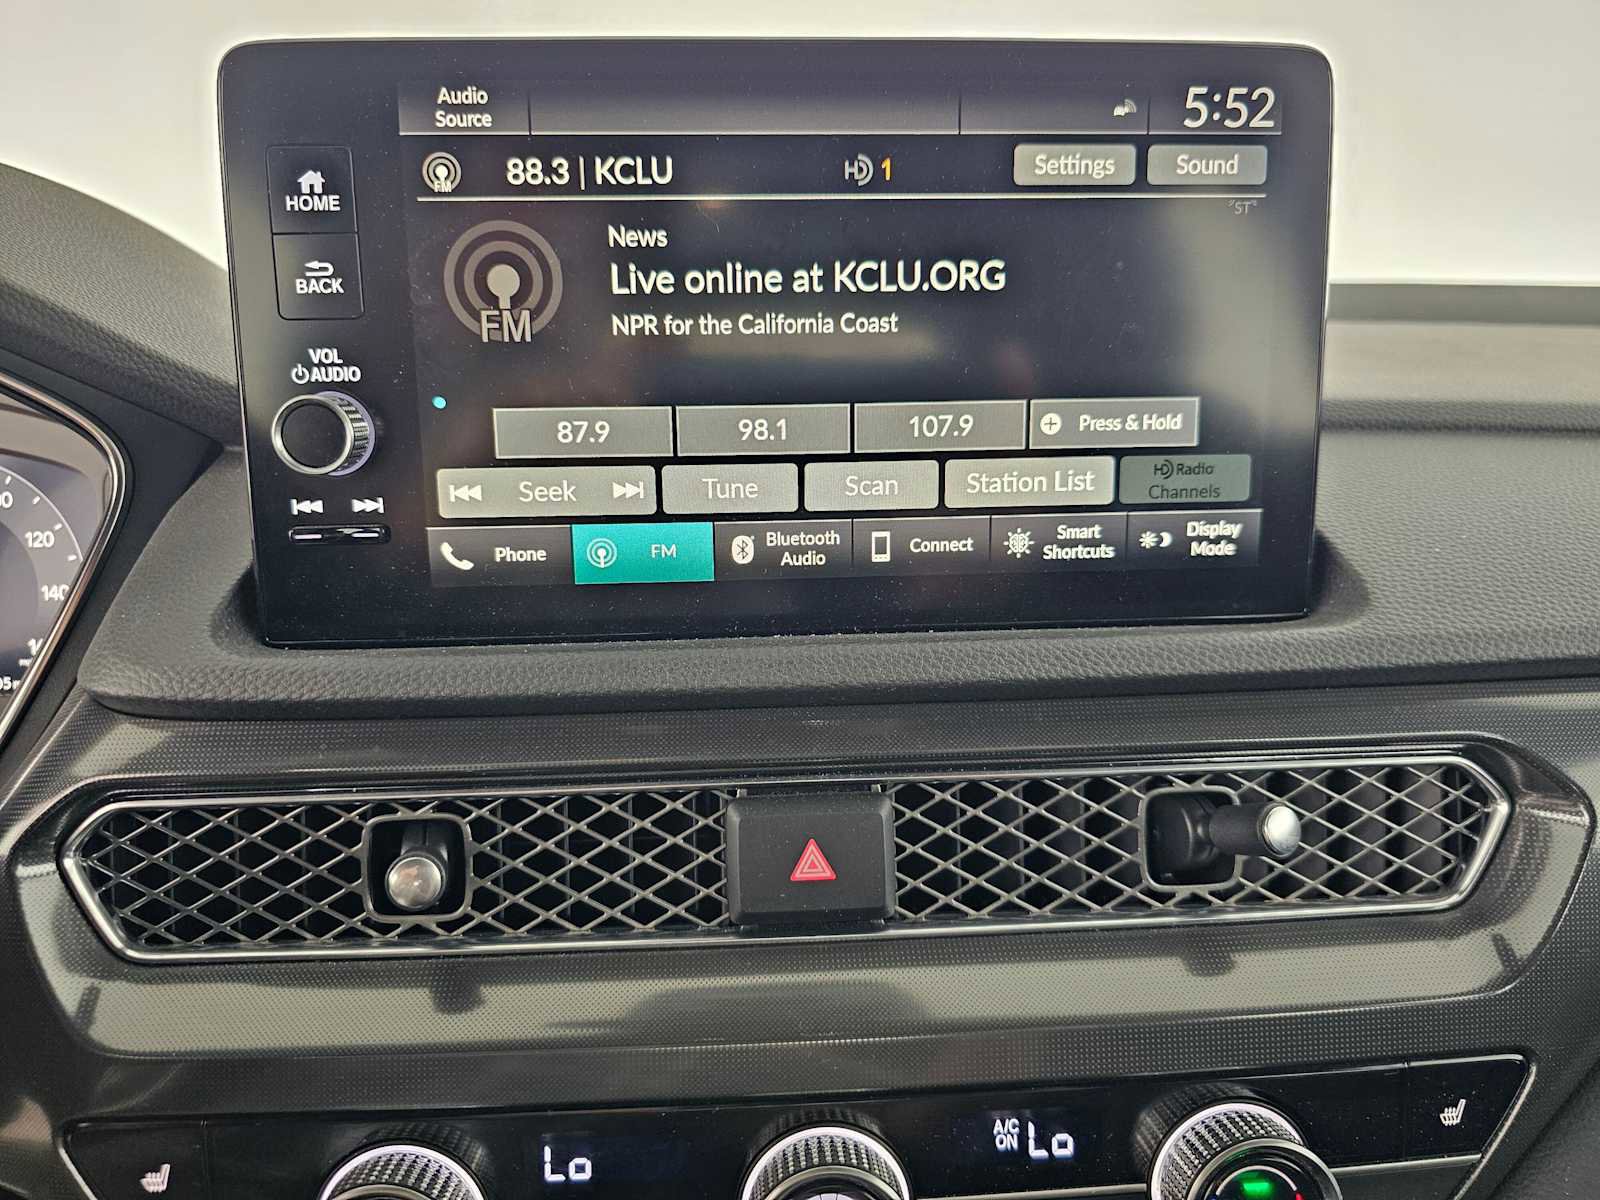 Audio
Source
5:52
FM
88.3 | KCLU
HD 1
Settings
Sound
"ST"
HOME
BACK
VOL
AUDIO
FM
News
Live online at KCLU.ORG
NPR for the California Coast
87.9
98.1
107.9
Press & Hold
Seek
Tune
Scan
Station List
HD Radio
Channels
Phone
FM
Bluetooth
Audio
Connect
Smart
Shortcuts
Display
Mode
120
140
Lo
A/C
ON
Lo